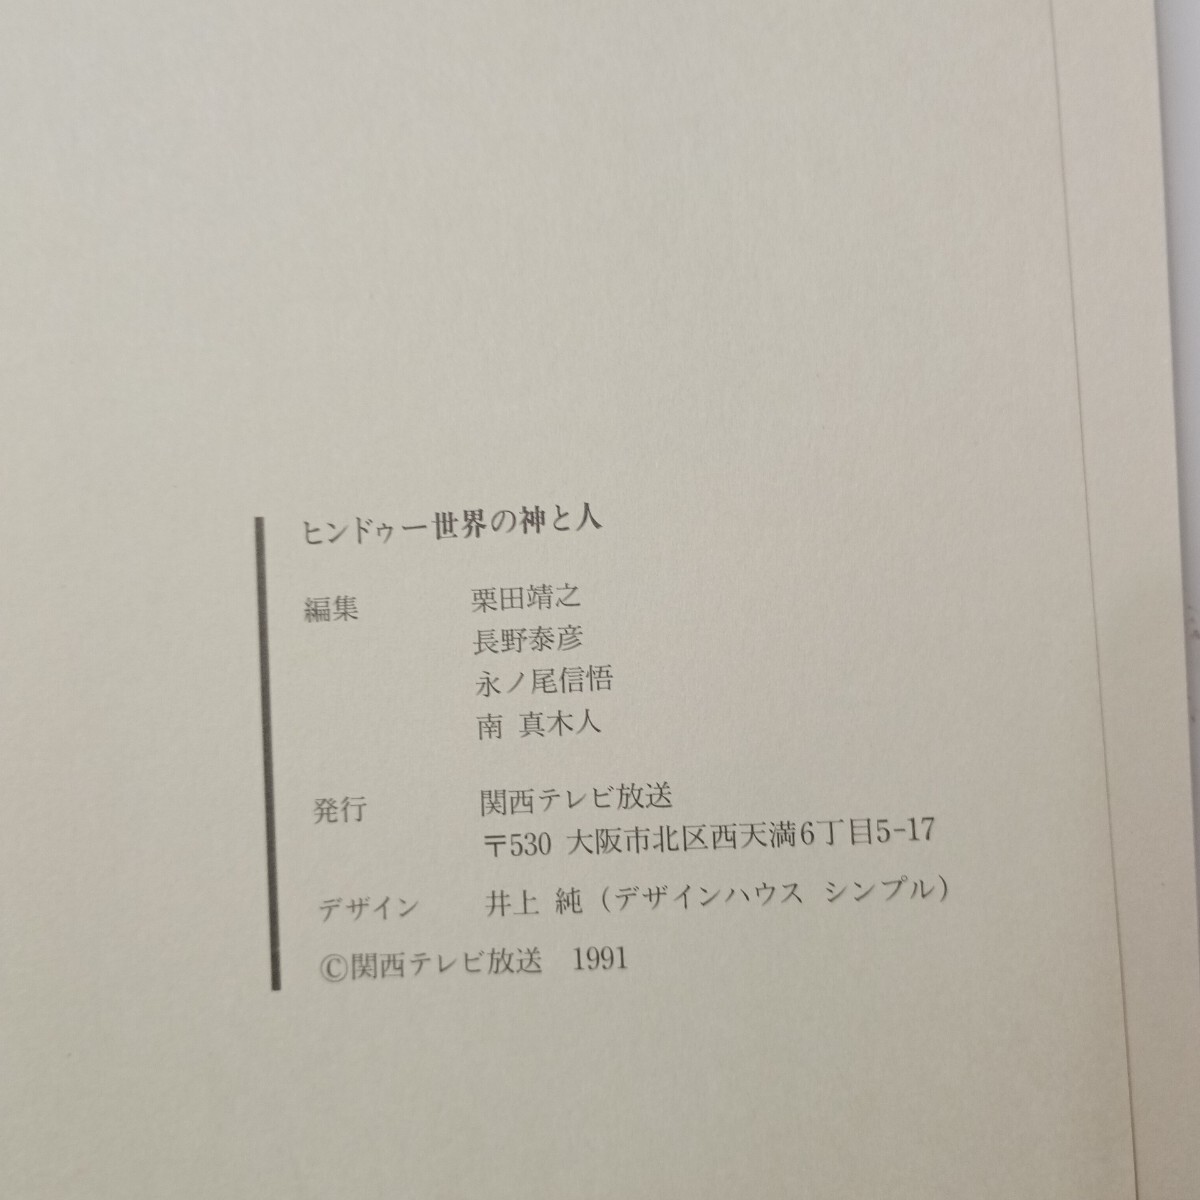 ヒンドゥー世界の神と人
編集 栗田靖之
長野泰彦
永ノ尾信悟
南 真木人
発行 関西テレビ放送
〒530 大阪市北区西天満6丁目5-17
デザイン 井上 純（デザインハウス シンプル）
©関西テレビ放送 1991